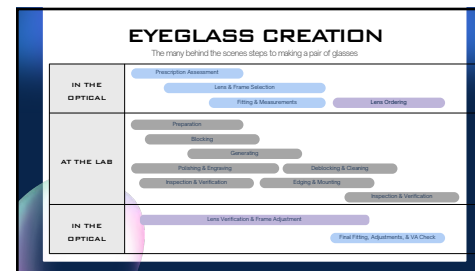 EYEGLASS CREATION
The many behind the scenes steps to making a pair of glasses
IN THE
OPTICAL
Prescription Assessment
Lens & Frame Selection
Fitting & Measurements
Lens Ordering
AT THE LAB
Preparation
Blocking
Generating
Polishing & Engraving
Deblocking & Cleaning
Inspection & Verification
Edging & Mounting
Inspection & Verification
IN THE
OPTICAL
Lens Verification & Frame Adjustment
Final Fitting, Adjustments, & VA Check